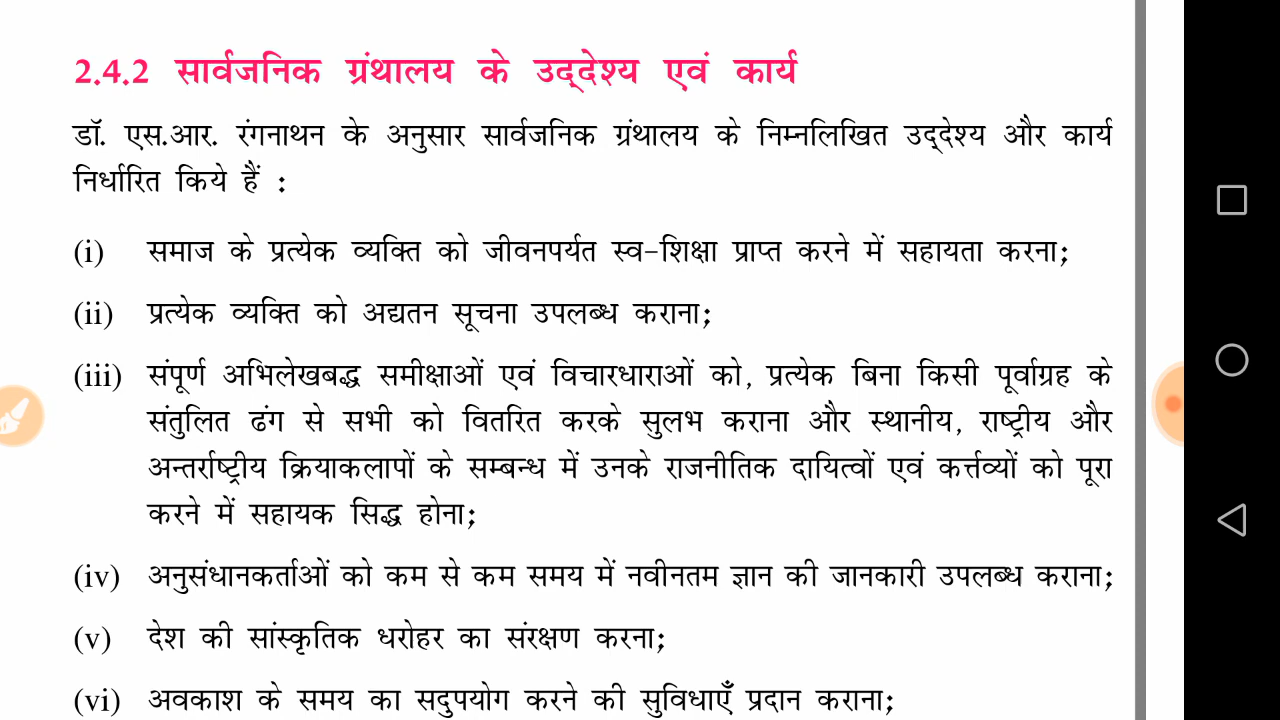 2.4.2 सार्वजनिक ग्रंथालय के उद्‌देश्य एवं कार्य
डॉ. एस.आर. रंगनाथन के अनुसार सार्वजनिक ग्रंथालय के निम्नलिखित उद्‌देश्य और कार्य
निर्धारित किये हैं :
(i) समाज के प्रत्येक व्यक्ति को जीवनपर्यत स्व-शिक्षा प्राप्त करने में सहायता करना;
(ii) प्रत्येक व्यक्ति को अद्यतन सूचना उपलब्ध कराना;
(iii) संपूर्ण अभिलेखबद्ध समीक्षाओं एवं विचारधाराओं को, प्रत्येक बिना किसी पूर्वाग्रह के
संतुलित ढंग से सभी को वितरित करके सुलभ कराना और स्थानीय, राष्ट्रीय और
अन्तर्राष्ट्रीय क्रियाकलापों के सम्बन्ध में उनके राजनीतिक दायित्वों एवं कर्त्तव्यों को पूरा
करने में सहायक सिद्ध होना;
(iv) अनुसंधानकर्ताओं को कम से कम समय में नवीनतम ज्ञान की जानकारी उपलब्ध कराना;
(v) देश की सांस्कृतिक धरोहर का संरक्षण करना;
(vi) अवकाश के समय का सदुपयोग करने की सुविधाएँ प्रदान कराना;